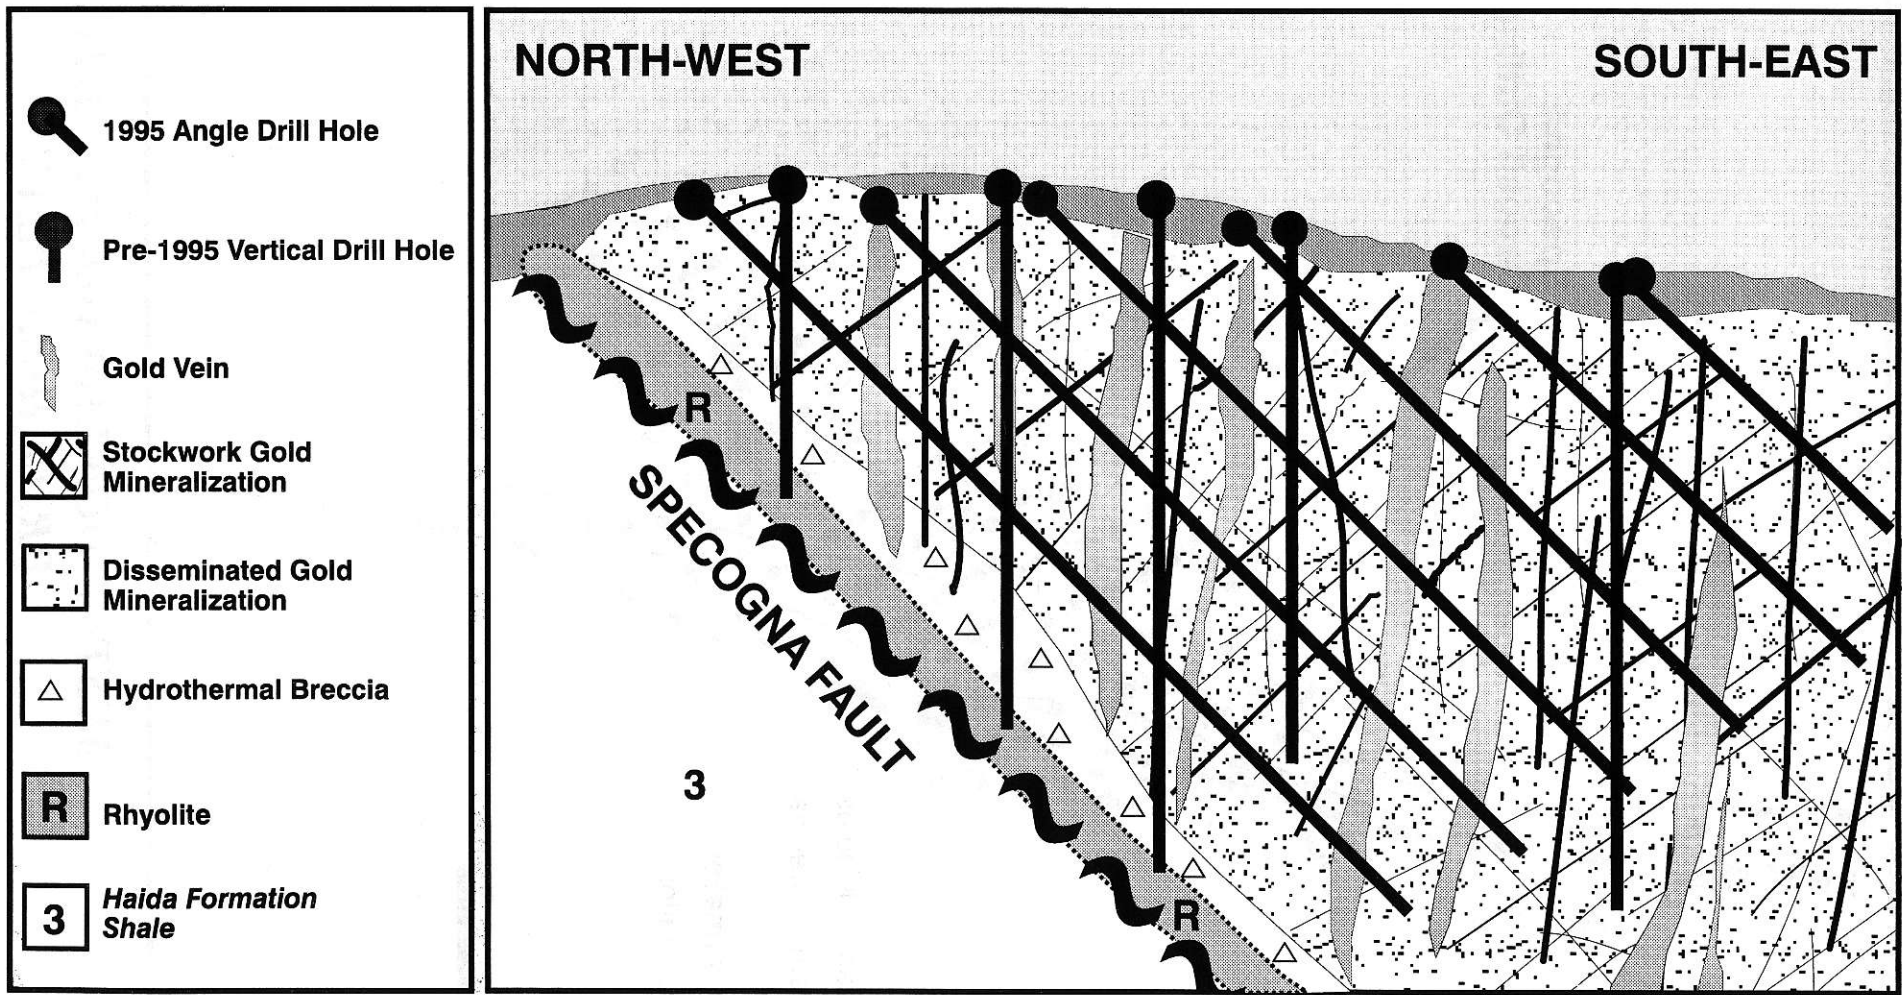 1995 Angle Drill Hole
Pre-1995 Vertical Drill Hole
Gold Vein
Stockwork Gold
Mineralization
Disseminated Gold
Mineralization
Hydrothermal Breccia
R
Rhyolite
3
Haida Formation
Shale
NORTH-WEST
SOUTH-EAST
R
SPECOGNA FAULT
3
R